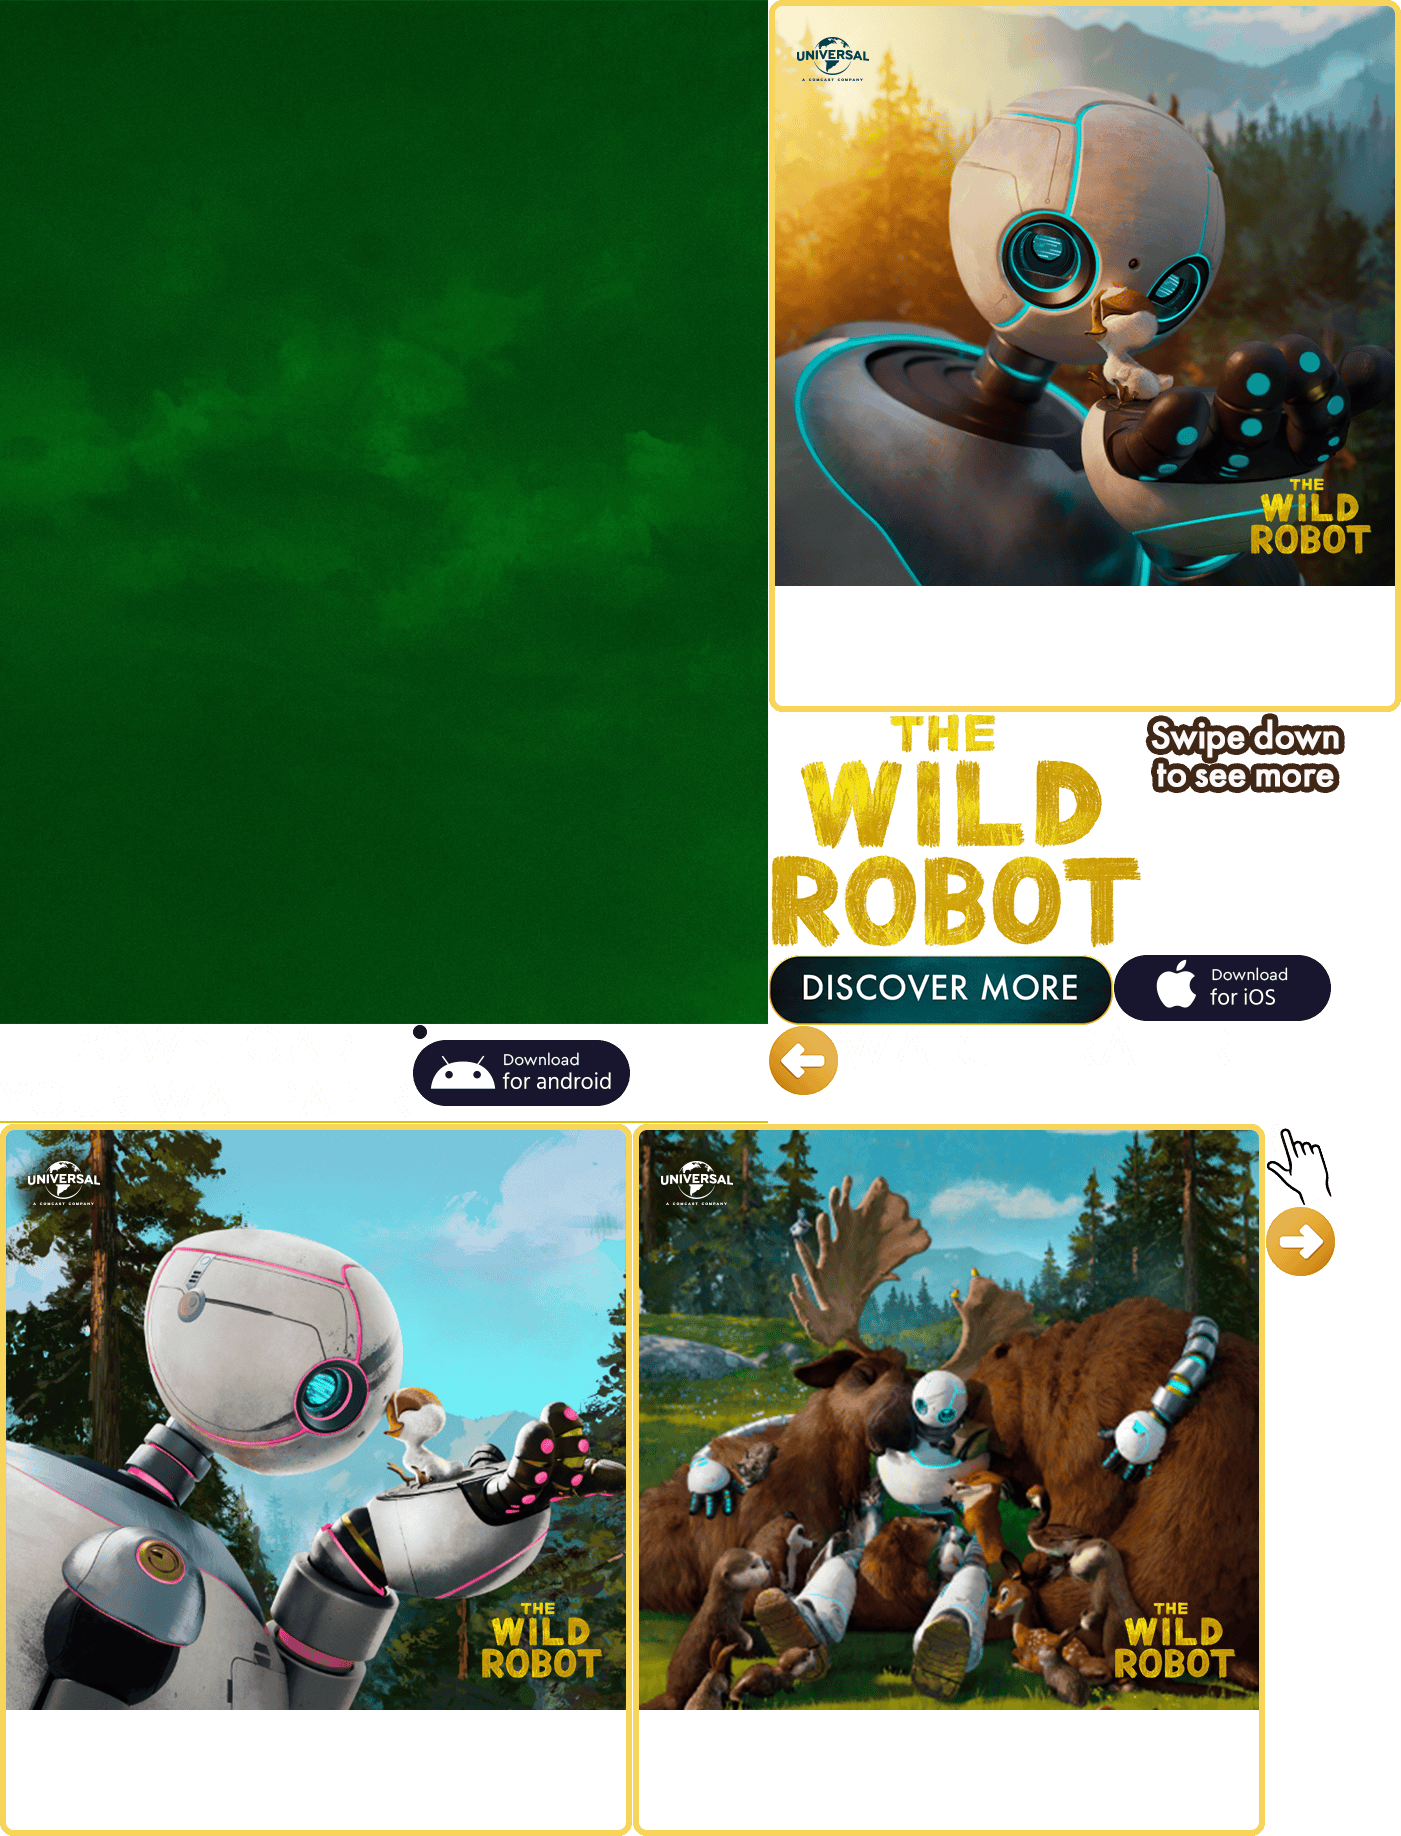 UNIVERSAL
A COMCAST COMPANY
THE
WILD
ROBOT
THE
WILD
ROBOT
Swipe down
to see more
DISCOVER MORE
Download
for iOS
Download
for android
UNIVERSAL
A COMCAST COMPANY
THE
WILD
ROBOT
UNIVERSAL
A COMCAST COMPANY
THE
WILD
ROBOT